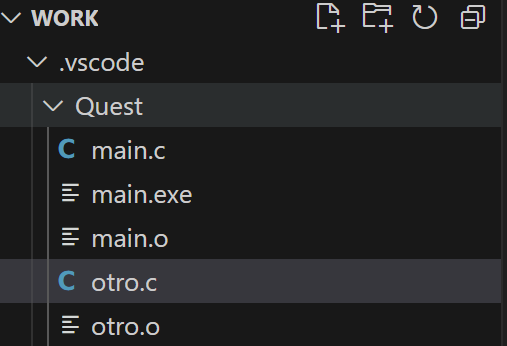 WORK
.vscode
Quest
C main.c
main.exe
main.o
C otro.c
otro.o